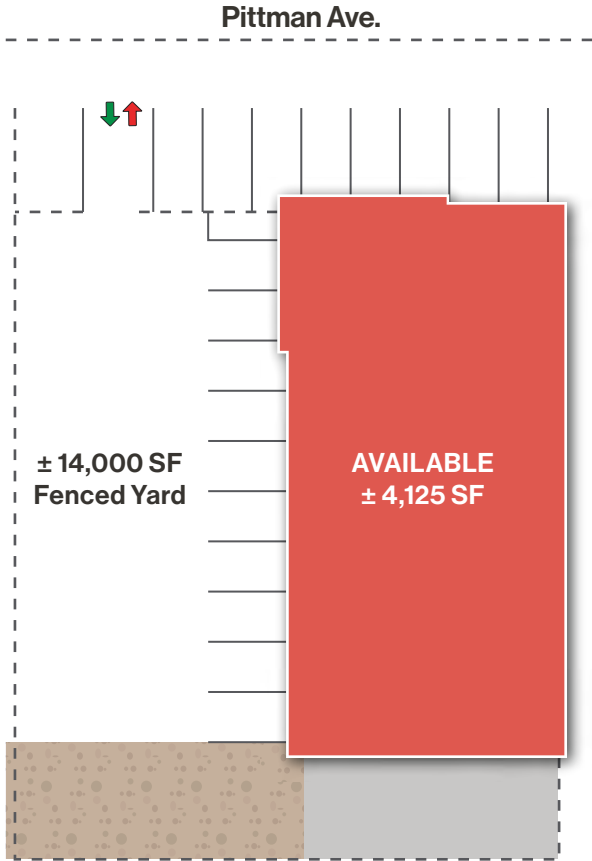 Pittman Ave.
± 14,000 SF
Fenced Yard
AVAILABLE
± 4,125 SF